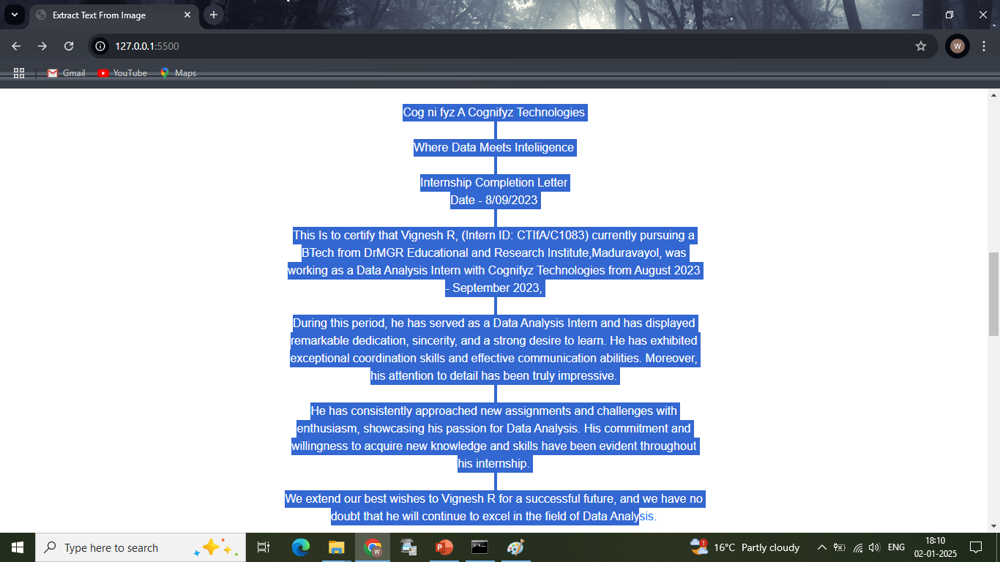 Extract Text From Image
127.0.0.1:5500
W
Gmail YouTube Maps
Cog ni fyz A Cognifyz Technologies
Where Data Meets Inteliigence
Internship Completion Letter
Date - 8/09/2023
This Is to certify that Vignesh R, (Intern ID: CTIfA/C1083) currently pursuing a
BTech from DrMGR Educational and Research Institute,Maduravayol, was
working as a Data Analysis Intern with Cognifyz Technologies from August 2023
- September 2023,
During this period, he has served as a Data Analysis Intern and has displayed
remarkable dedication, sincerity, and a strong desire to learn. He has exhibited
exceptional coordination skills and effective communication abilities. Moreover,
his attention to detail has been truly impressive.
He has consistently approached new assignments and challenges with
enthusiasm, showcasing his passion for Data Analysis. His commitment and
willingness to acquire new knowledge and skills have been evident throughout
his internship.
We extend our best wishes to Vignesh R for a successful future, and we have no
doubt that he will continue to excel in the field of Data Analysis.
Type here to search
W
P
1
16°C Partly cloudy
ENG
18:10
02-01-2025